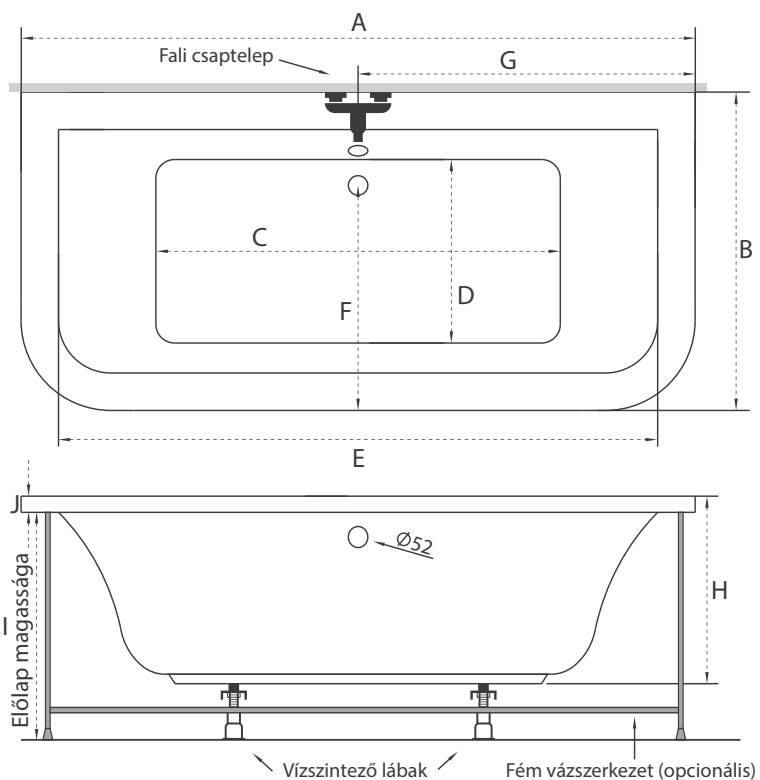 A
Fali csaptelep
G
C
B
D
F
E
J
Ø52
H
I
Előlap magassága
Vízszintező lábak
Fém vázszerkezet (opcionális)